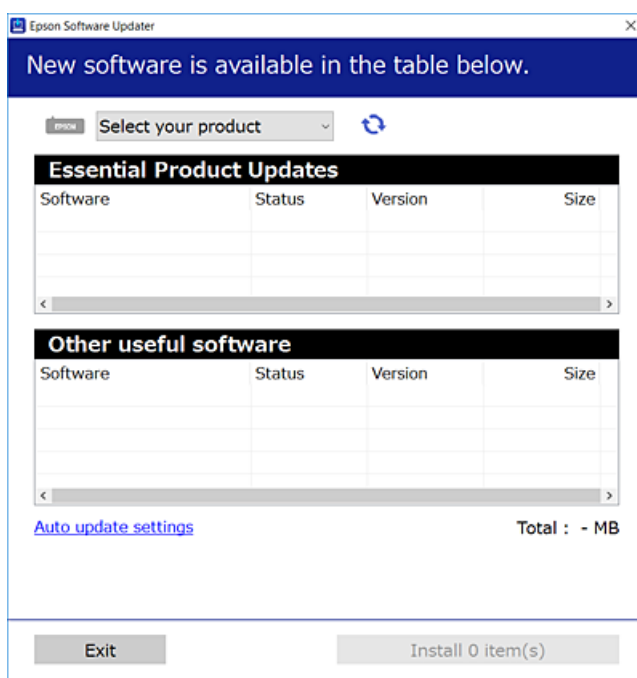 Epson Software Updater
New software is available in the table below.
EPSON Select your product
Essential Product Updates
Software Status Version Size
Other useful software
Software Status Version Size
Auto update settings Total : - MB
Exit Install 0 item(s)